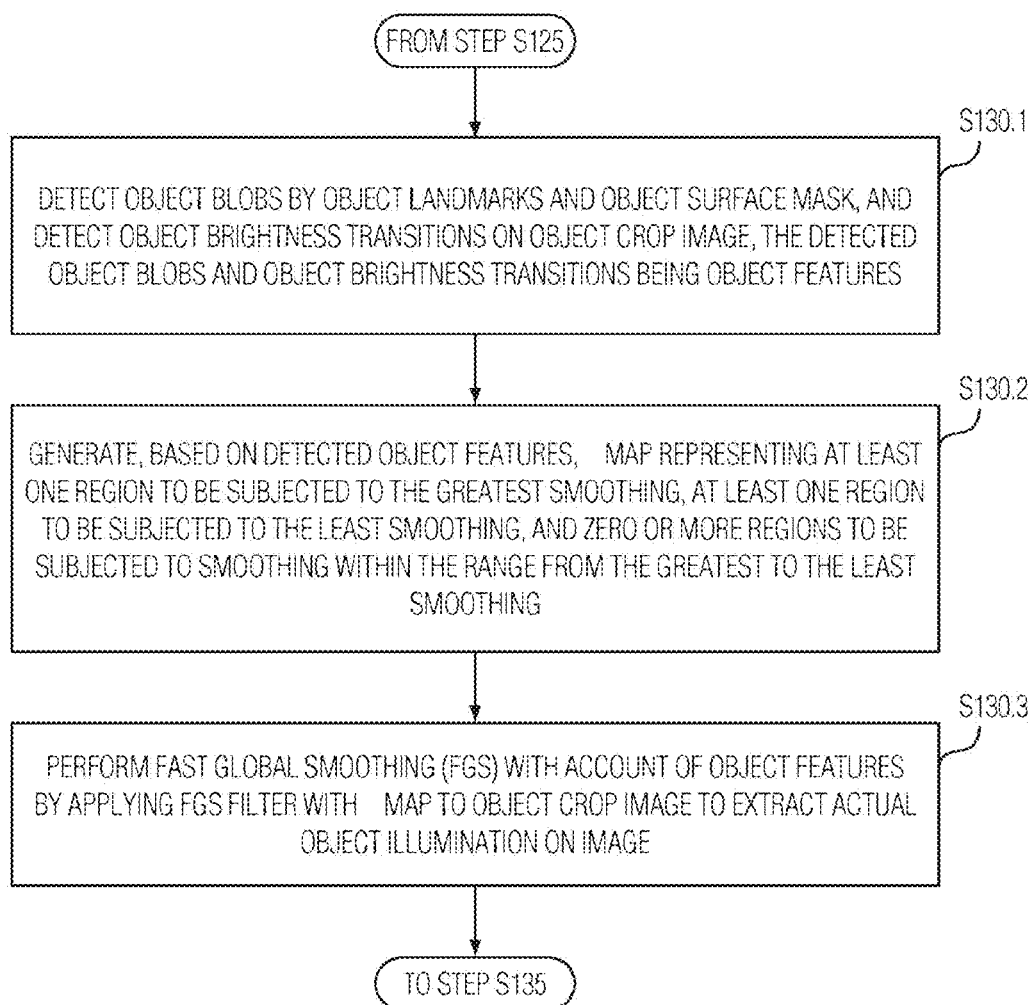 FROM STEP S125
S130.1
DETECT OBJECT BLOBS BY OBJECT LANDMARKS AND OBJECT SURFACE MASK, AND
DETECT OBJECT BRIGHTNESS TRANSITIONS ON OBJECT CROP IMAGE, THE DETECTED
OBJECT BLOBS AND OBJECT BRIGHTNESS TRANSITIONS BEING OBJECT FEATURES
S130.2
GENERATE, BASED ON DETECTED OBJECT FEATURES, MAP REPRESENTING AT LEAST
ONE REGION TO BE SUBJECTED TO THE GREATEST SMOOTHING, AT LEAST ONE REGION
TO BE SUBJECTED TO THE LEAST SMOOTHING, AND ZERO OR MORE REGIONS TO BE
SUBJECTED TO SMOOTHING WITHIN THE RANGE FROM THE GREATEST TO THE LEAST
SMOOTHING
S130.3
PERFORM FAST GLOBAL SMOOTHING (FGS) WITH ACCOUNT OF OBJECT FEATURES
BY APPLYING FGS FILTER WITH MAP TO OBJECT CROP IMAGE TO EXTRACT ACTUAL
OBJECT ILLUMINATION ON IMAGE
TO STEP S135